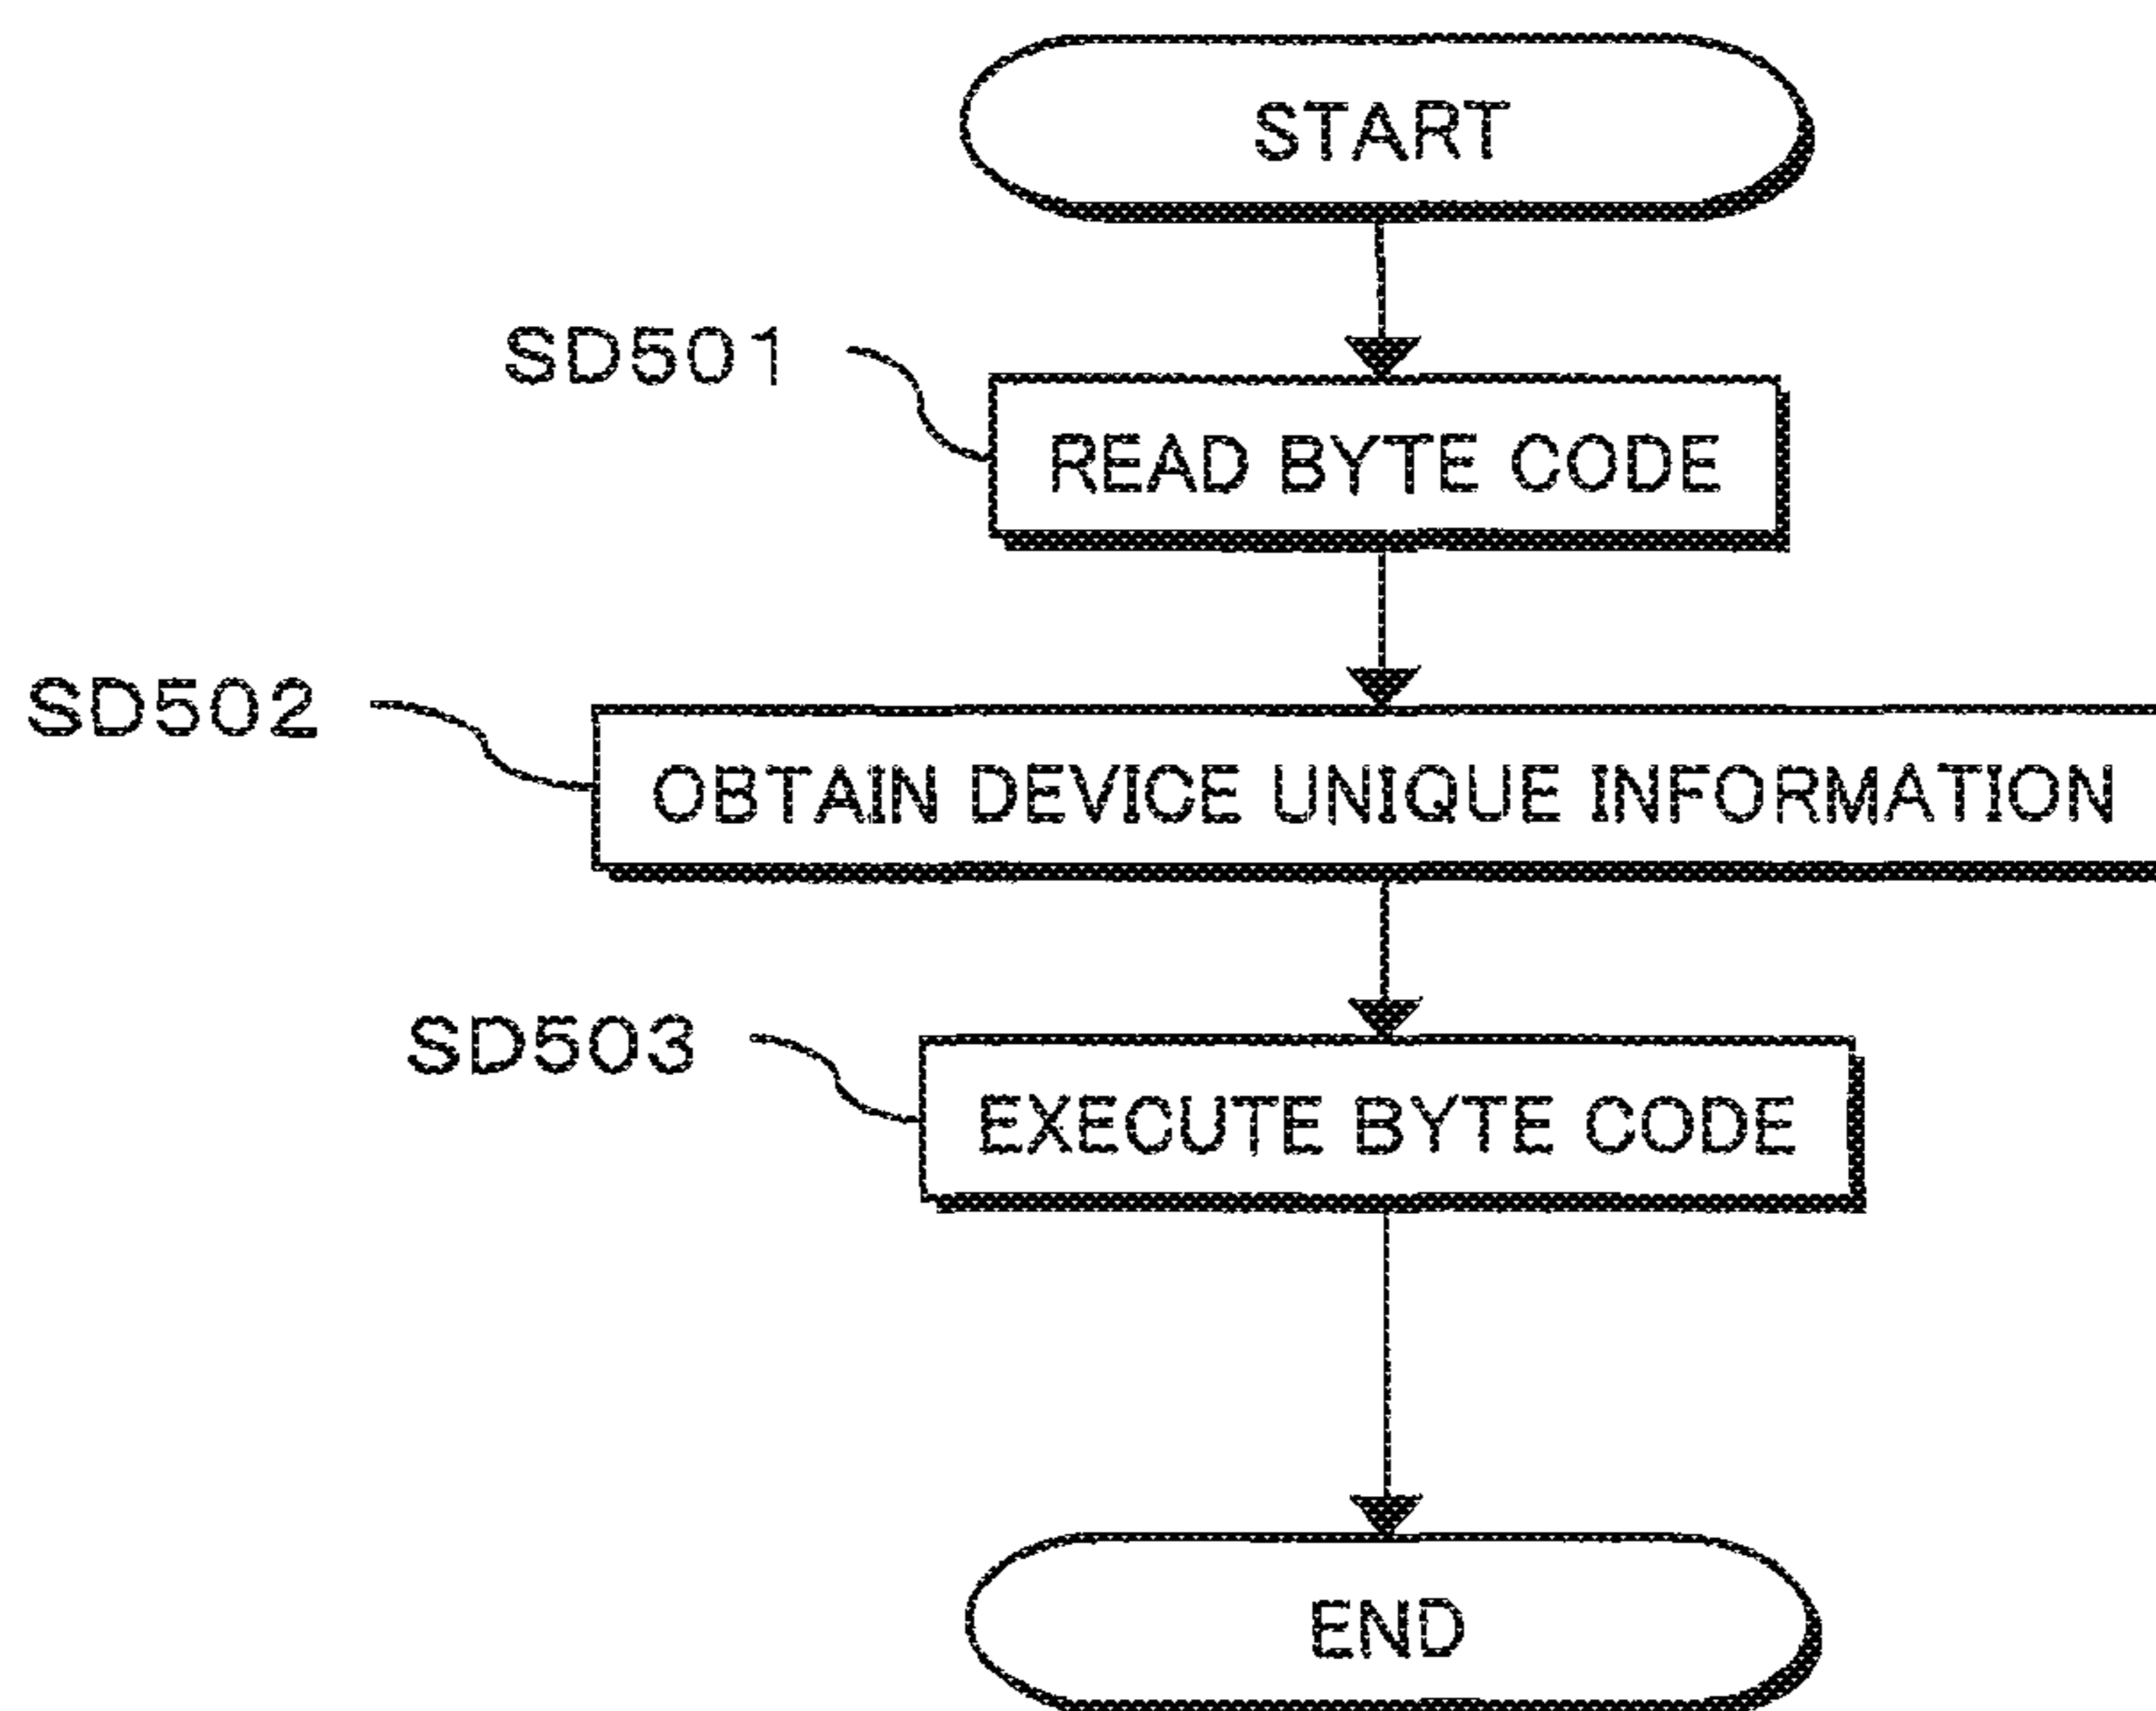 START
SD501
READ BYTE CODE
SD502
OBTAIN DEVICE UNIQUE INFORMATION
SD503
EXECUTE BYTE CODE
END